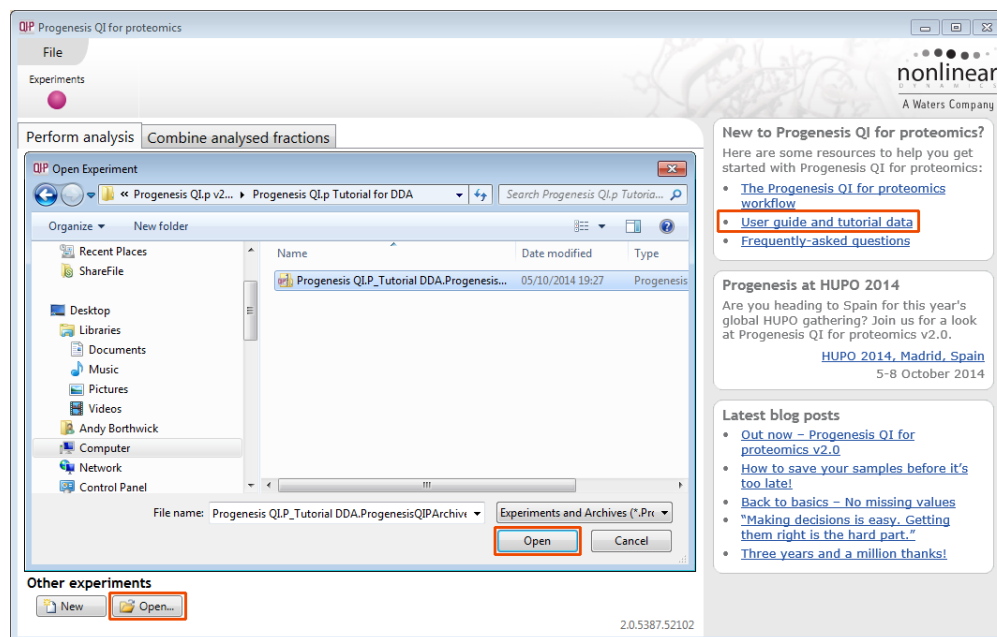 QIP Progenesis QI for proteomics
File
Experiments
nonlinear
DYNAMICS
A Waters Company
Perform analysis
Combine analysed fractions
QIP Open Experiment
« Progenesis QI.p v2... ▸ Progenesis QI.p Tutorial for DDA
Search Progenesis QI.p Tutoria...
Organize
New folder
Recent Places
ShareFile
Desktop
Libraries
Documents
Music
Pictures
Videos
Andy Borthwick
Computer
Network
Control Panel
Name
Date modified
Type
Progenesis QI.P_Tutorial DDA.Progenesis...
05/10/2014 19:27
Progenesis
File name:
Progenesis QI.P_Tutorial DDA.ProgenesisQIPArchive
Experiments and Archives (*.Pro
Open
Cancel
Other experiments
New
Open...
2.0.5387.52102
New to Progenesis QI for proteomics?
Here are some resources to help you get
started with Progenesis QI for proteomics:
• The Progenesis QI for proteomics
workflow
• User guide and tutorial data
• Frequently-asked questions
Progenesis at HUPO 2014
Are you heading to Spain for this year's
global HUPO gathering? Join us for a look
at Progenesis QI for proteomics v2.0.
HUPO 2014, Madrid, Spain
5-8 October 2014
Latest blog posts
• Out now – Progenesis QI for
proteomics v2.0
• How to save your samples before it's
too late!
• Back to basics – No missing values
• "Making decisions is easy. Getting
them right is the hard part."
• Three years and a million thanks!